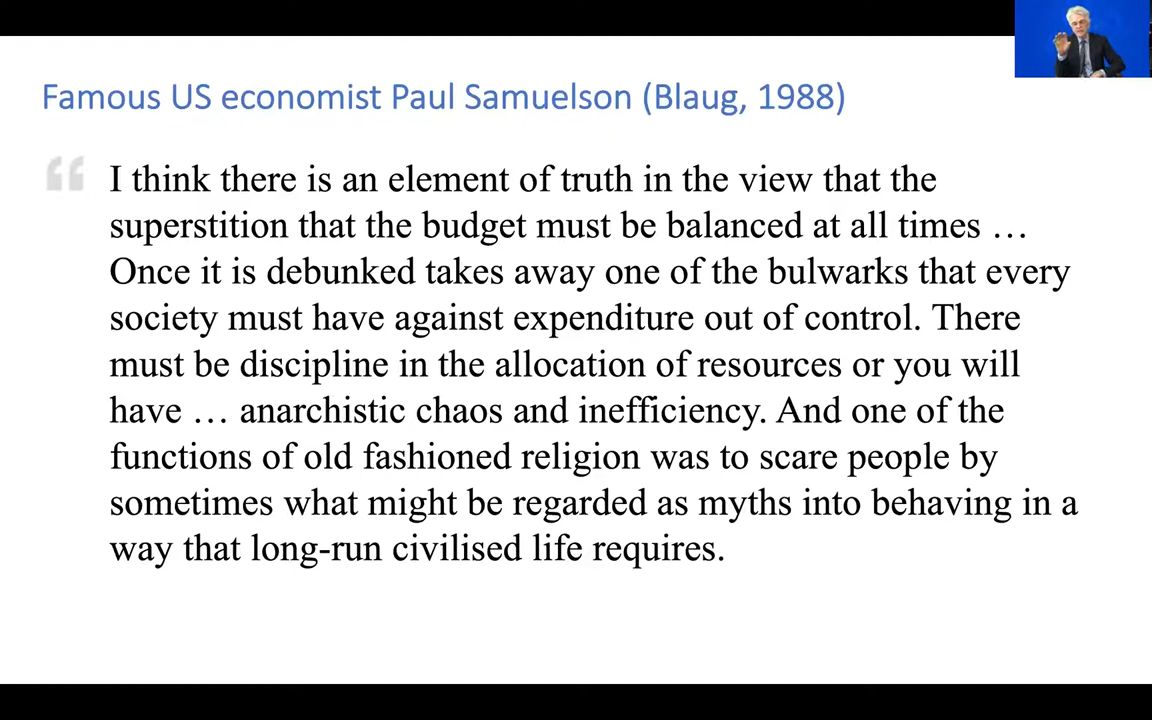 Famous US economist Paul Samuelson (Blaug, 1988)
“ I think there is an element of truth in the view that the
superstition that the budget must be balanced at all times …
Once it is debunked takes away one of the bulwarks that every
society must have against expenditure out of control. There
must be discipline in the allocation of resources or you will
have … anarchistic chaos and inefficiency. And one of the
functions of old fashioned religion was to scare people by
sometimes what might be regarded as myths into behaving in a
way that long-run civilised life requires.